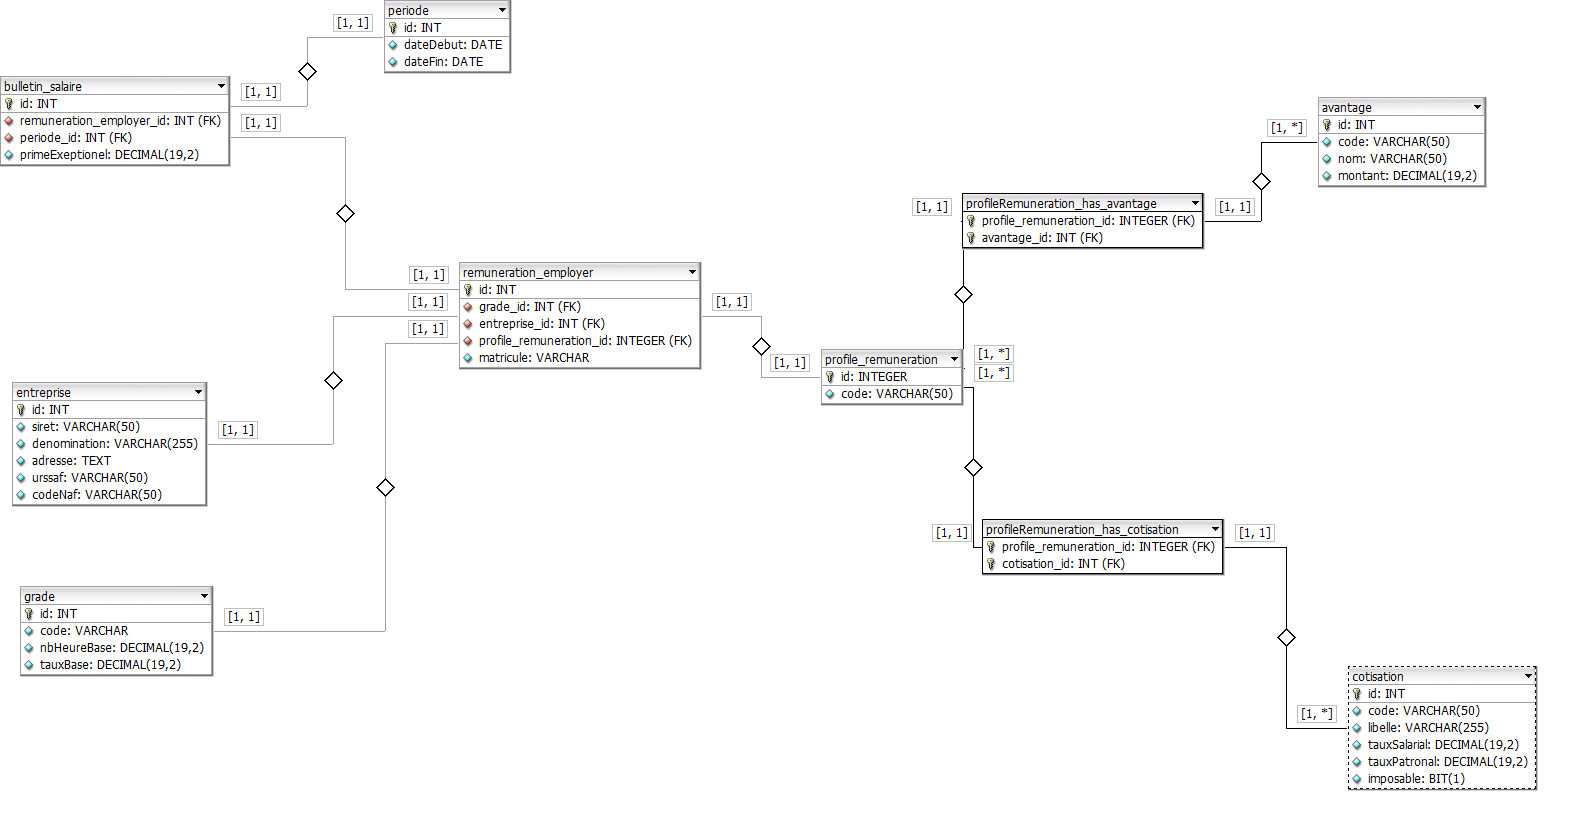 periode
id: INT
dateDebut: DATE
dateFin: DATE
[1, 1]
bulletin_salaire
id: INT
remuneration_employer_id: INT (FK)
periode_id: INT (FK)
primeExeptionel: DECIMAL(19,2)
[1, 1]
[1, 1]
avantage
id: INT
code: VARCHAR(50)
nom: VARCHAR(50)
montant: DECIMAL(19,2)
[1, *]
[1, 1]
profileRemuneration_has_avantage
profile_remuneration_id: INTEGER (FK)
avantage_id: INT (FK)
[1, 1]
[1, 1]
[1, 1]
[1, 1]
remuneration_employer
id: INT
grade_id: INT (FK)
entreprise_id: INT (FK)
profile_remuneration_id: INTEGER (FK)
matricule: VARCHAR
[1, 1]
[1, 1]
profile_remuneration
id: INTEGER
code: VARCHAR(50)
[1, *]
[1, *]
entreprise
id: INT
siret: VARCHAR(50)
denomination: VARCHAR(255)
adresse: TEXT
urssaf: VARCHAR(50)
codeNaf: VARCHAR(50)
[1, 1]
[1, 1]
profileRemuneration_has_cotisation
profile_remuneration_id: INTEGER (FK)
cotisation_id: INT (FK)
[1, 1]
grade
id: INT
code: VARCHAR
nbHeureBase: DECIMAL(19,2)
tauxBase: DECIMAL(19,2)
[1, 1]
[1, *]
cotisation
id: INT
code: VARCHAR(50)
libelle: VARCHAR(255)
tauxSalarial: DECIMAL(19,2)
tauxPatronal: DECIMAL(19,2)
imposable: BIT(1)